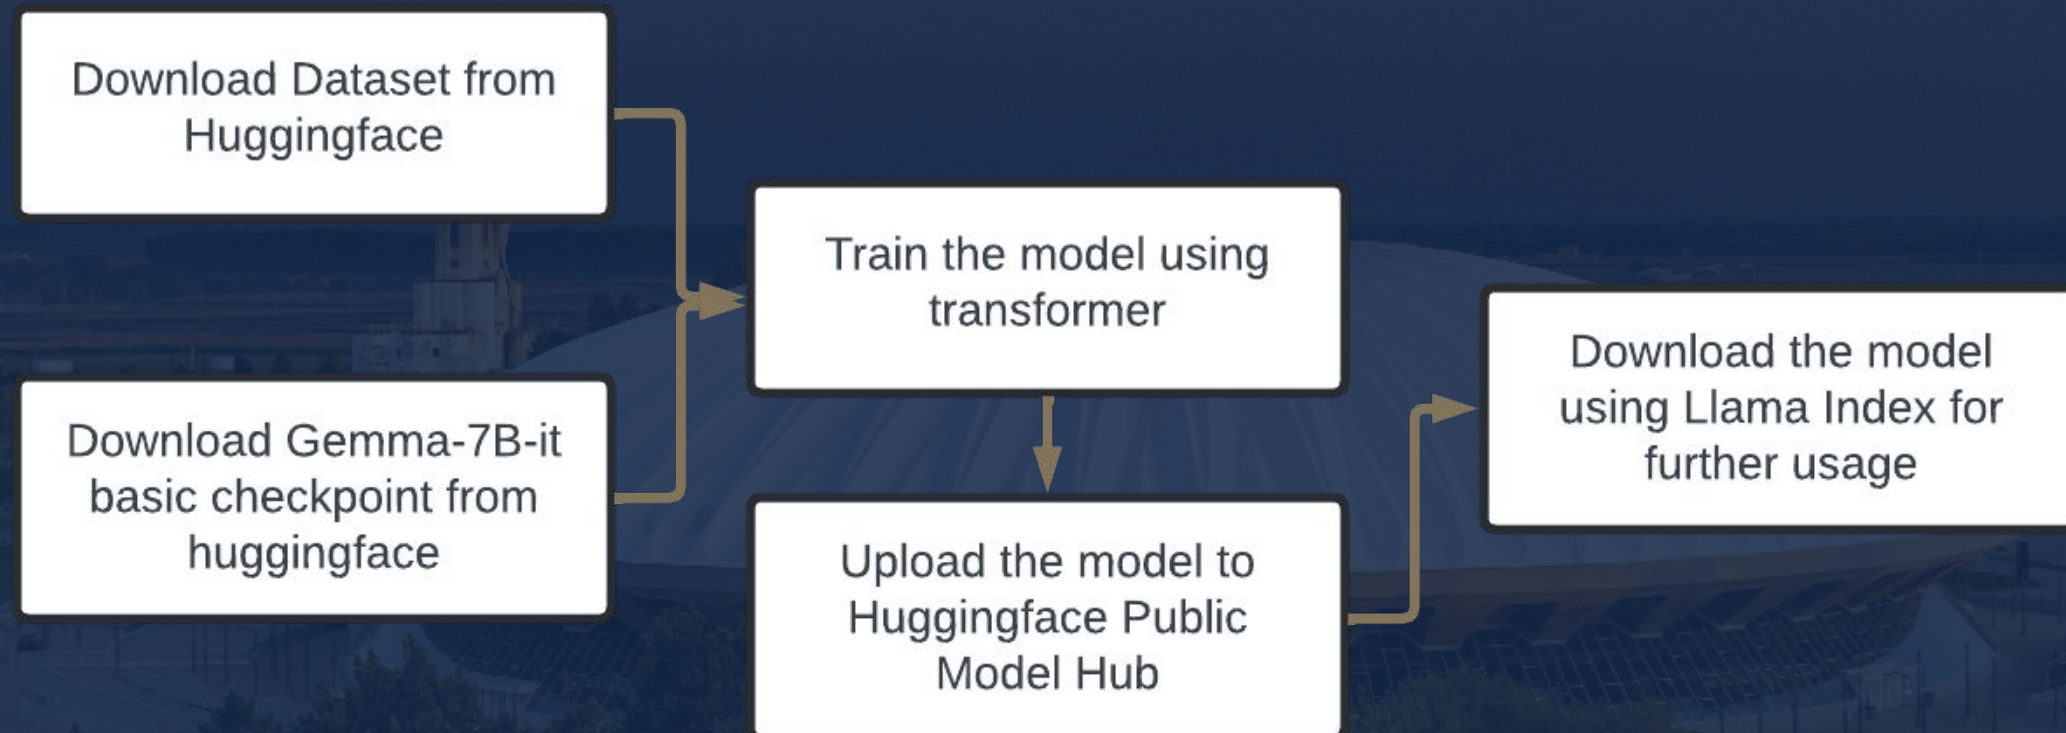 Download Dataset from
Huggingface
Download Gemma-7B-it
basic checkpoint from
huggingface
Train the model using
transformer
Upload the model to
Huggingface Public
Model Hub
Download the model
using Llama Index for
further usage